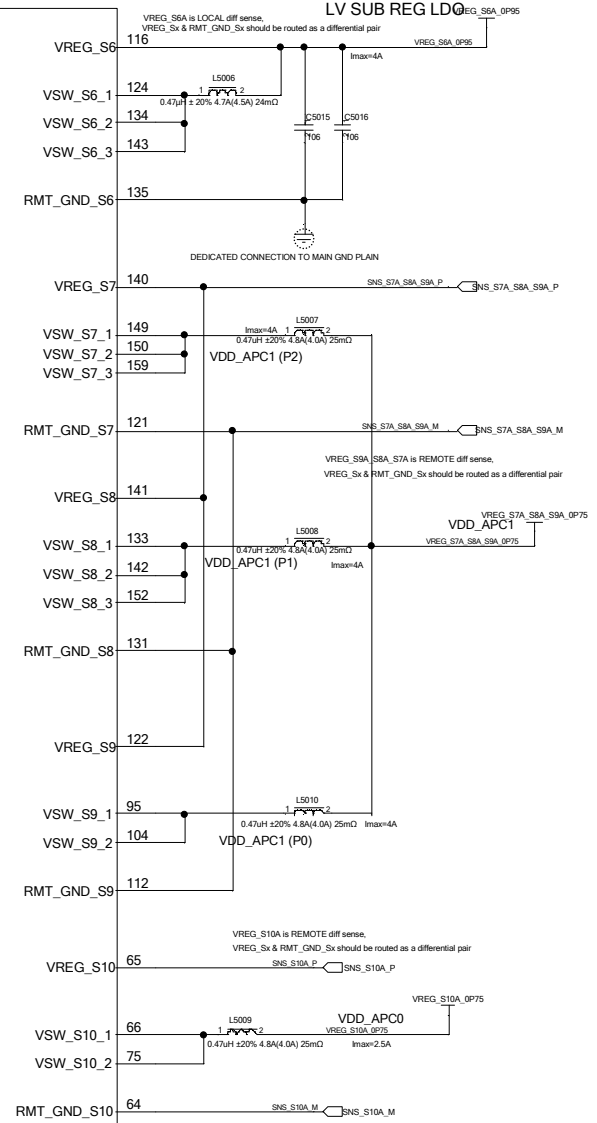 LV SUB REG LDO
VREG_S6A_0P95
VREG_S6A is LOCAL diff sense,
VREG_Sx & RMT_GND_Sx should be routed as a differential pair
VREG_S6 116
VREG_S6A_0P95
Imax=4A
L5006
VSW_S6_1 124
1 2
0.47uH ± 20% 4.7A(4.5A) 24mΩ
VSW_S6_2 134
C5015
106
C5016
106
VSW_S6_3 143
RMT_GND_S6 135
DEDICATED CONNECTION TO MAIN GND PLAIN
VREG_S7 140
SNS_S7A_S8A_S9A_P
SNS_S7A_S8A_S9A_P
L5007
VSW_S7_1 149
Imax=4A 1 2
0.47uH ±20% 4.8A(4.0A) 25mΩ
VSW_S7_2 150
VDD_APC1 (P2)
VSW_S7_3 159
RMT_GND_S7 121
SNS_S7A_S8A_S9A_M
SNS_S7A_S8A_S9A_M
VREG_S9A_S8A_S7A is REMOTE diff sense,
VREG_Sx & RMT_GND_Sx should be routed as a differential pair
VREG_S8 141
VREG_S7A_S8A_S9A_0P75
VDD_APC1
L5008
VSW_S8_1 133
1 2
VREG_S7A_S8A_S9A_0P75
0.47uH ±20% 4.8A(4.0A) 25mΩ
VDD_APC1 (P1)
Imax=4A
VSW_S8_2 142
VSW_S8_3 152
RMT_GND_S8 131
VREG_S9 122
L5010
VSW_S9_1 95
1 2
0.47uH ±20% 4.8A(4.0A) 25mΩ Imax=4A
VSW_S9_2 104
VDD_APC1 (P0)
RMT_GND_S9 112
VREG_S10A is REMOTE diff sense,
VREG_Sx & RMT_GND_Sx should be routed as a differential pair
VREG_S10 65
SNS_S10A_P
SNS_S10A_P
VREG_S10A_0P75
L5009
VDD_APC0
VSW_S10_1 66
1 2
VREG_S10A_0P75
0.47uH ±20% 4.8A(4.0A) 25mΩ
Imax=2.5A
VSW_S10_2 75
RMT_GND_S10 64
SNS_S10A_M
SNS_S10A_M